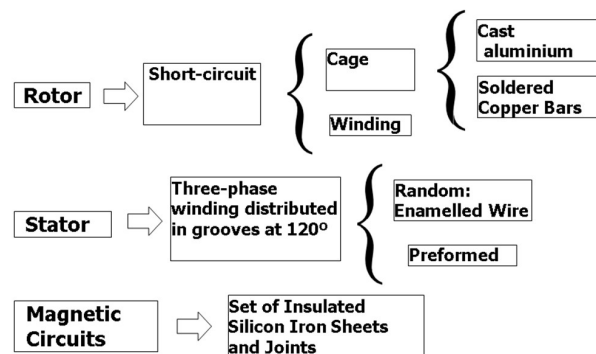 Rotor
Short-circuit
Cage
Winding
Cast
aluminium
Soldered
Copper Bars
Stator
Three-phase
winding distributed
in grooves at 120º
Random:
Enamelled Wire
Preformed
Magnetic
Circuits
Set of Insulated
Silicon Iron Sheets
and Joints